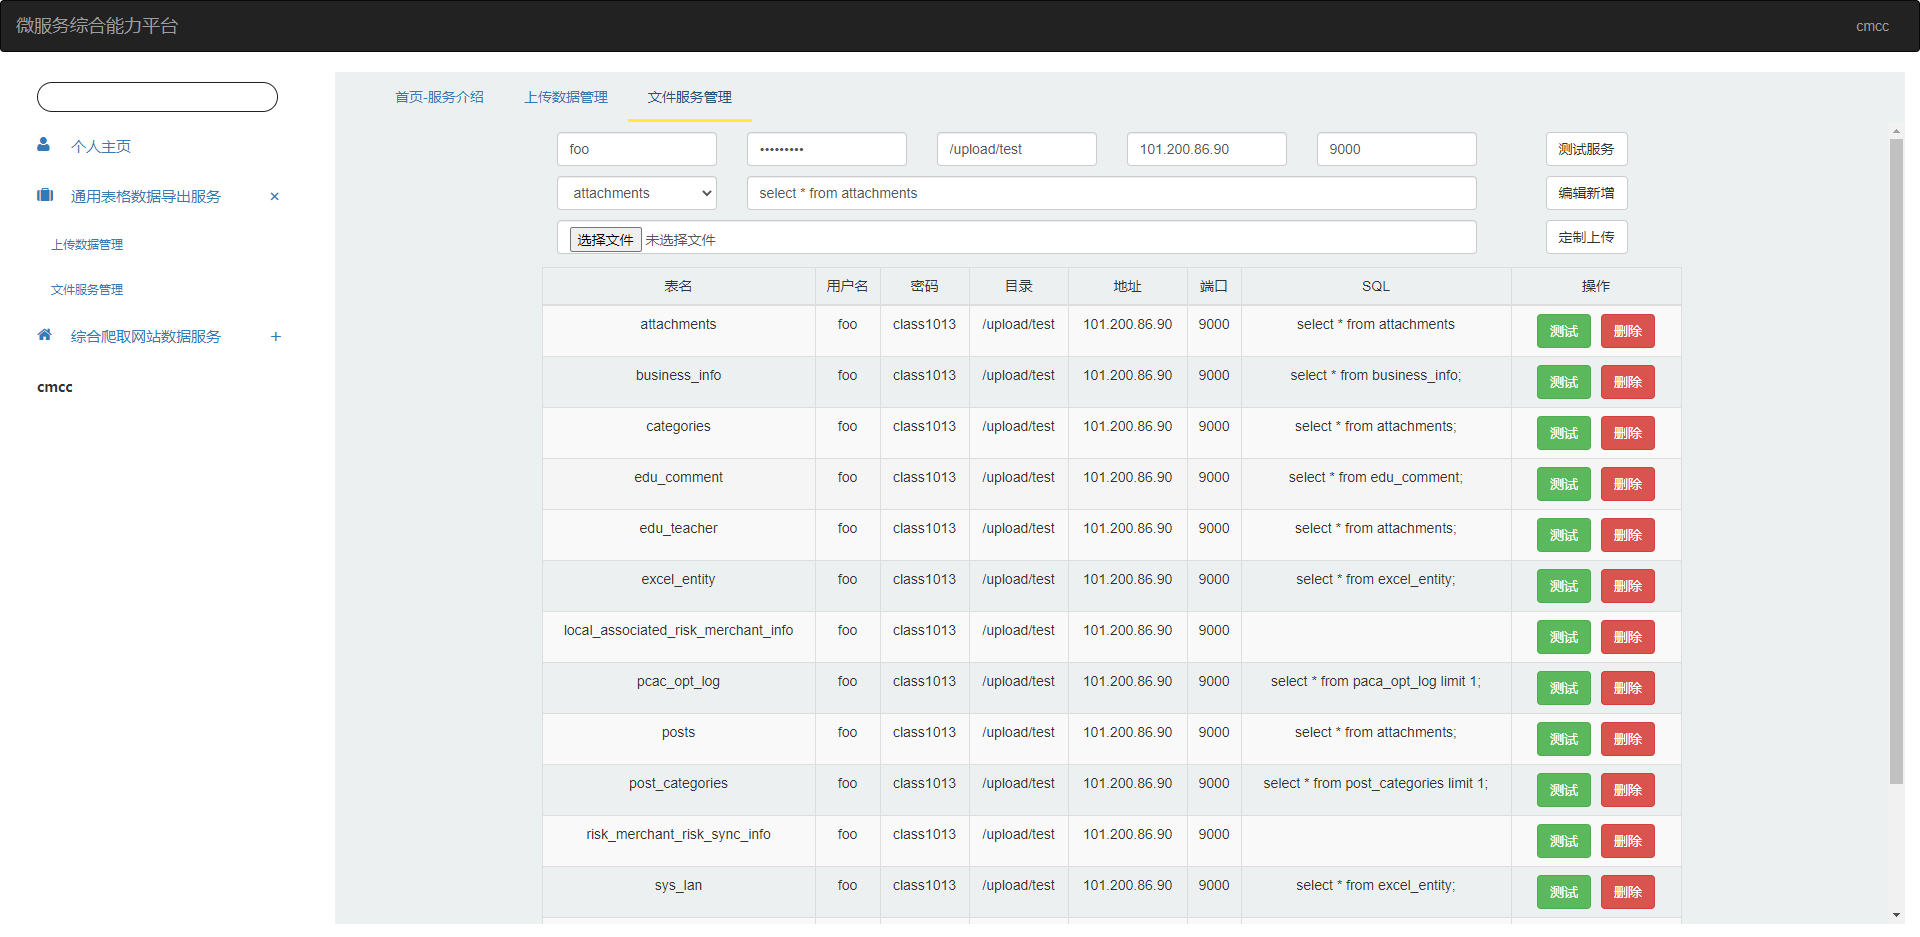 微服务综合能力平台 cmcc
首页-服务介绍 上传数据管理 文件服务管理
个人主页
通用表格数据导出服务 ×
上传数据管理
文件服务管理
综合爬取网站数据服务 +
cmcc
foo ••••••••• /upload/test 101.200.86.90 9000 测试服务
attachments select * from attachments 编辑新增
选择文件 未选择文件 定制上传
表名 用户名 密码 目录 地址 端口 SQL 操作
attachments foo class1013 /upload/test 101.200.86.90 9000 select * from attachments 测试 删除
business_info foo class1013 /upload/test 101.200.86.90 9000 select * from business_info; 测试 删除
categories foo class1013 /upload/test 101.200.86.90 9000 select * from attachments; 测试 删除
edu_comment foo class1013 /upload/test 101.200.86.90 9000 select * from edu_comment; 测试 删除
edu_teacher foo class1013 /upload/test 101.200.86.90 9000 select * from attachments; 测试 删除
excel_entity foo class1013 /upload/test 101.200.86.90 9000 select * from excel_entity; 测试 删除
local_associated_risk_merchant_info foo class1013 /upload/test 101.200.86.90 9000 测试 删除
pcac_opt_log foo class1013 /upload/test 101.200.86.90 9000 select * from paca_opt_log limit 1; 测试 删除
posts foo class1013 /upload/test 101.200.86.90 9000 select * from attachments; 测试 删除
post_categories foo class1013 /upload/test 101.200.86.90 9000 select * from post_categories limit 1; 测试 删除
risk_merchant_risk_sync_info foo class1013 /upload/test 101.200.86.90 9000 测试 删除
sys_lan foo class1013 /upload/test 101.200.86.90 9000 select * from excel_entity; 测试 删除